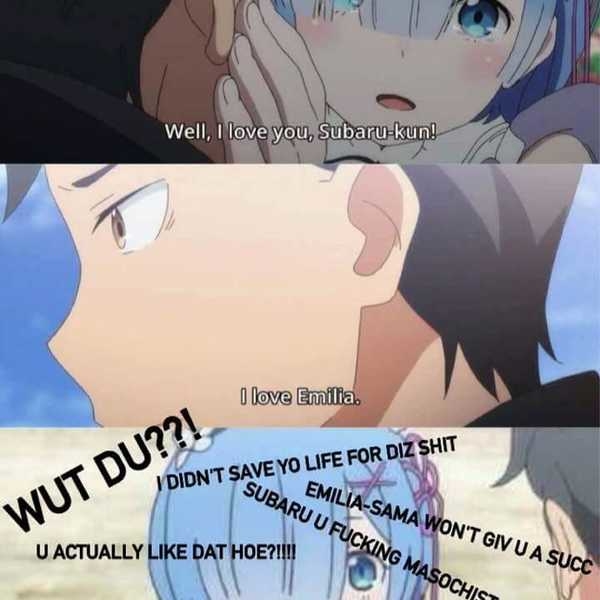 Well, I love you, Subaru-kun!
I love Emilia.
WUT DU??!
I DIDN'T SAVE YO LIFE FOR DIZ SHIT
EMILIA-SAMA WON'T GIV U A SUCC
SUBARU U FUCKING MASOCHIST
U ACTUALLY LIKE DAT HOE?!!!!